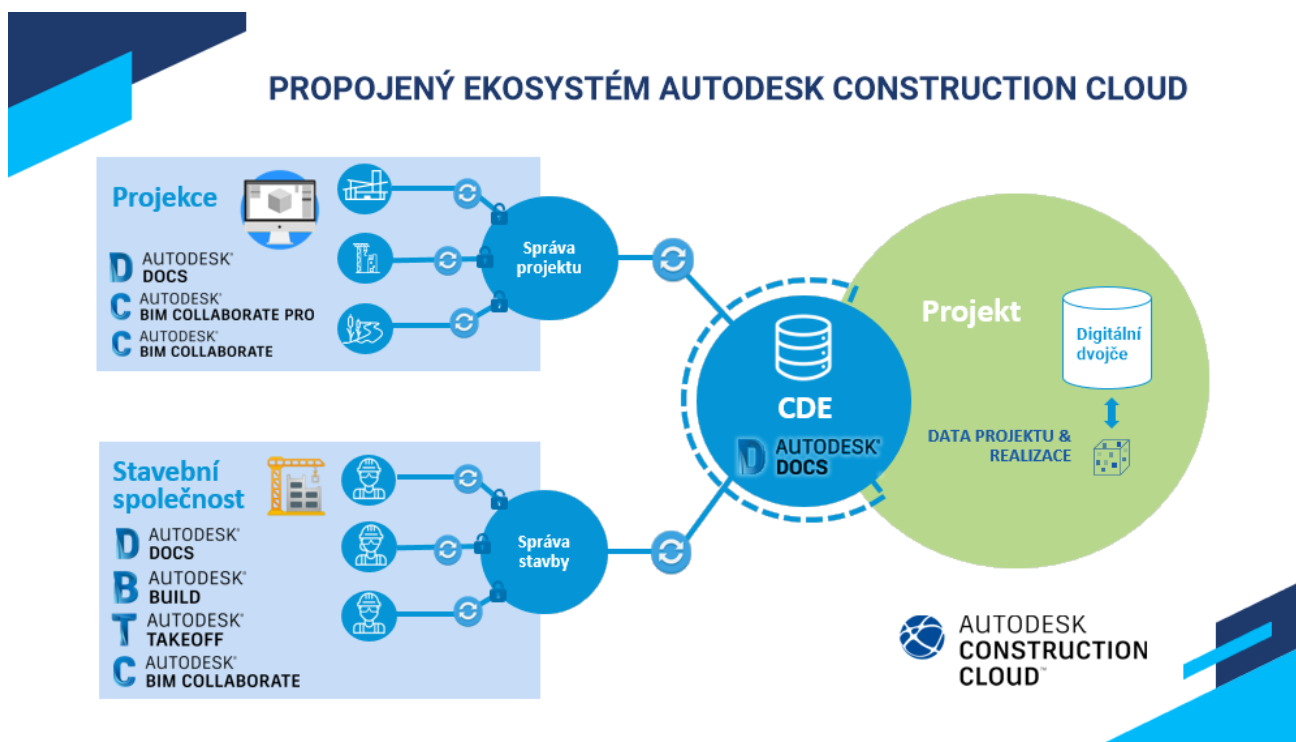 PROPOJENÝ EKOSYSTÉM AUTODESK CONSTRUCTION CLOUD
Projekce
AUTODESK®
DOCS
AUTODESK®
BIM COLLABORATE PRO
AUTODESK®
BIM COLLABORATE
Správa
projektu
Stavební
společnost
AUTODESK®
DOCS
AUTODESK®
BUILD
AUTODESK®
TAKEOFF
AUTODESK®
BIM COLLABORATE
Správa
stavby
CDE
AUTODESK®
DOCS
Projekt
Digitální
dvojče
DATA PROJEKTU &
REALIZACE
AUTODESK
CONSTRUCTION
CLOUD™